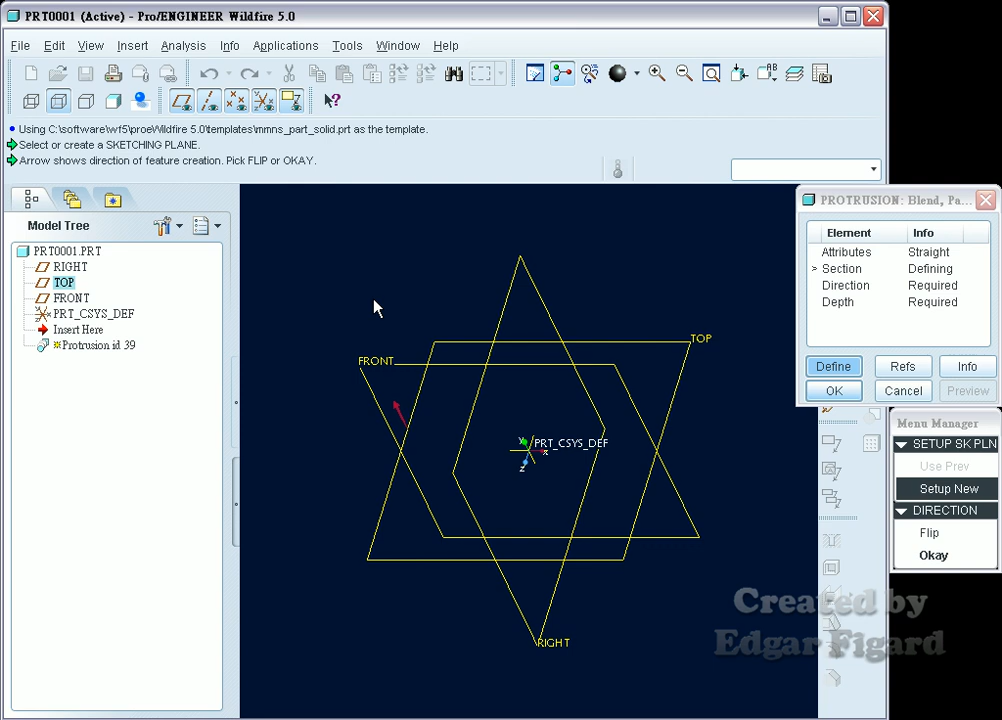 PRT0001 (Active) - Pro/ENGINEER Wildfire 5.0
File Edit View Insert Analysis Info Applications Tools Window Help
Using C:\software\wf5\proeWildfire 5.0\templates\mmns_part_solid.prt as the template.
Select or create a SKETCHING PLANE.
Arrow shows direction of feature creation. Pick FLIP or OKAY.
Model Tree
PRT0001.PRT
RIGHT
TOP
FRONT
PRT_CSYS_DEF
Insert Here
Protrusion id 39
TOP
FRONT
PRT_CSYS_DEF
Y
X
Z
RIGHT
PROTRUSION: Blend, Pa...
Element Info
Attributes Straight
> Section Defining
Direction Required
Depth Required
Define Refs Info
OK Cancel Preview
Menu Manager
SETUP SK PLN
Use Prev
Setup New
DIRECTION
Flip
Okay
Created by
Edgar Figard